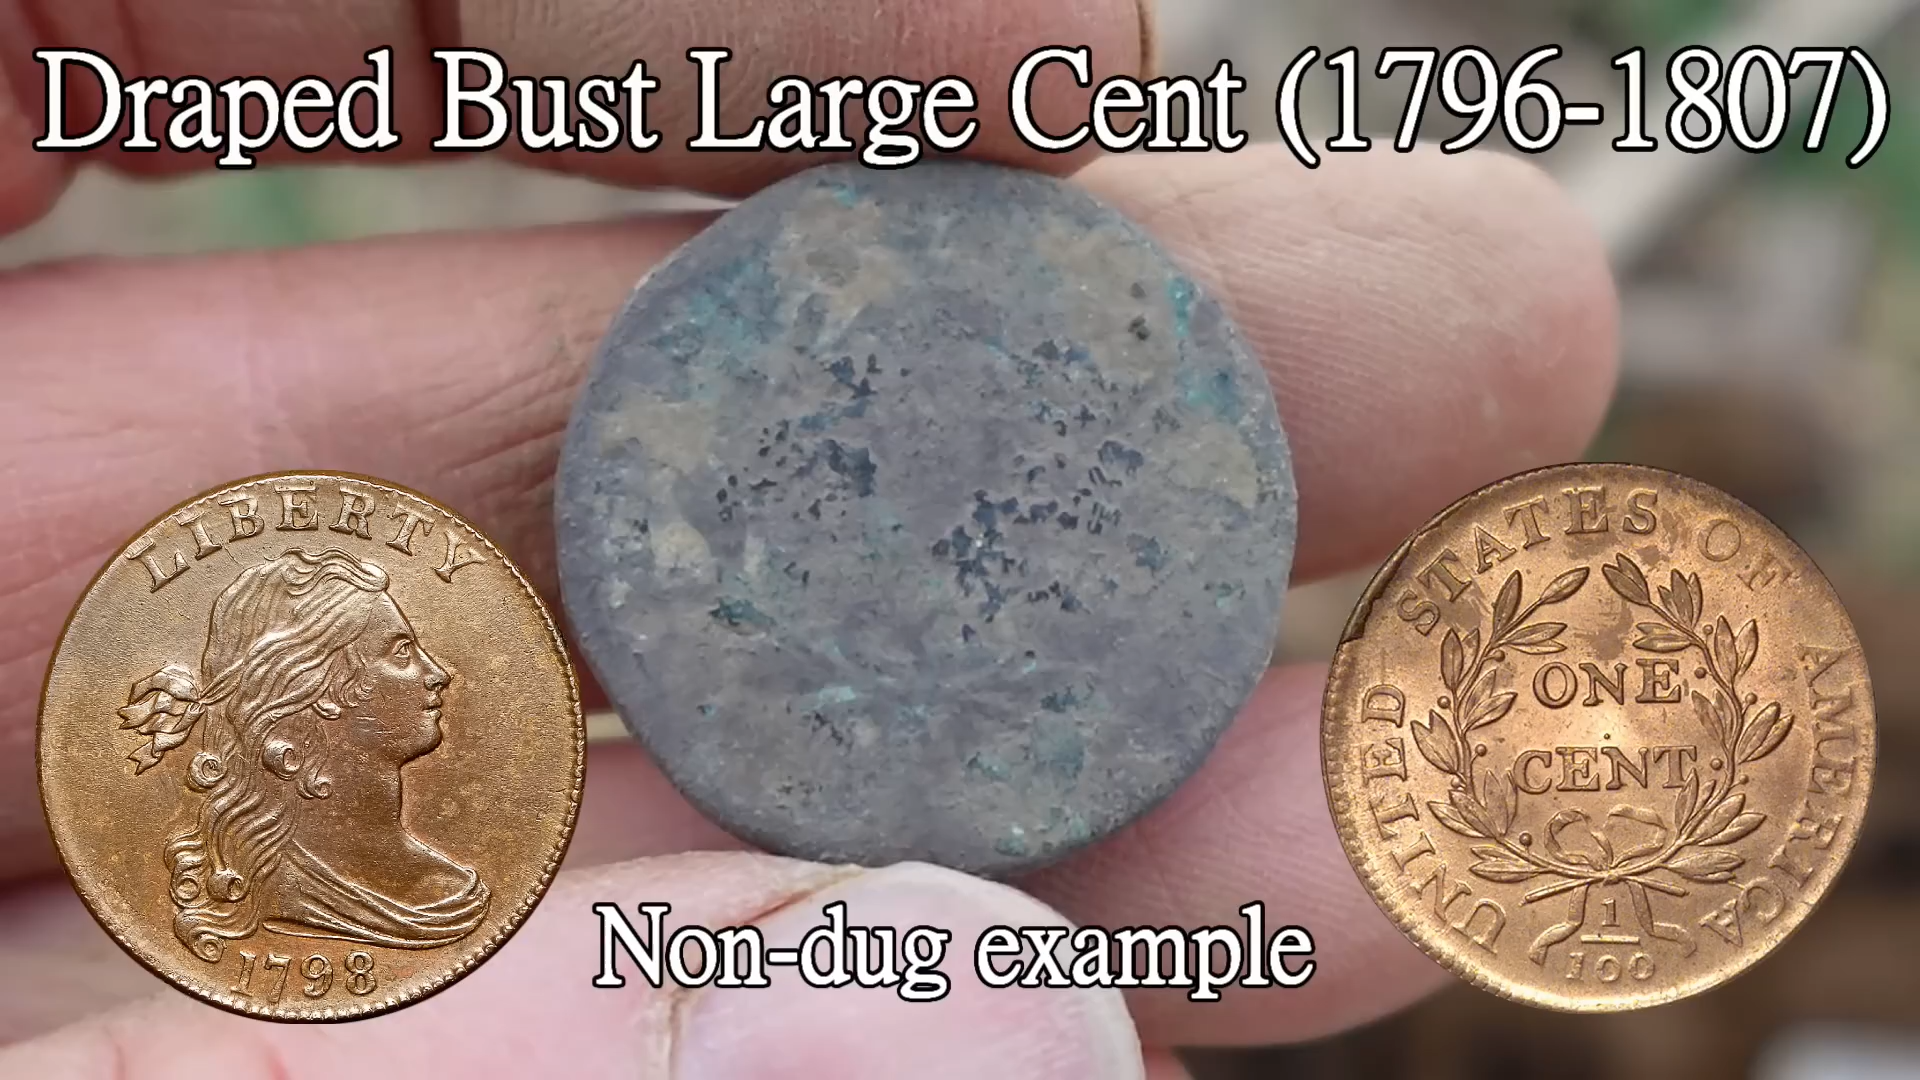 Draped Bust Large Cent (1796-1807)
LIBERTY
1798
STATES OF
UNITED
AMERICA
ONE
CENT
1
100
Non-dug example